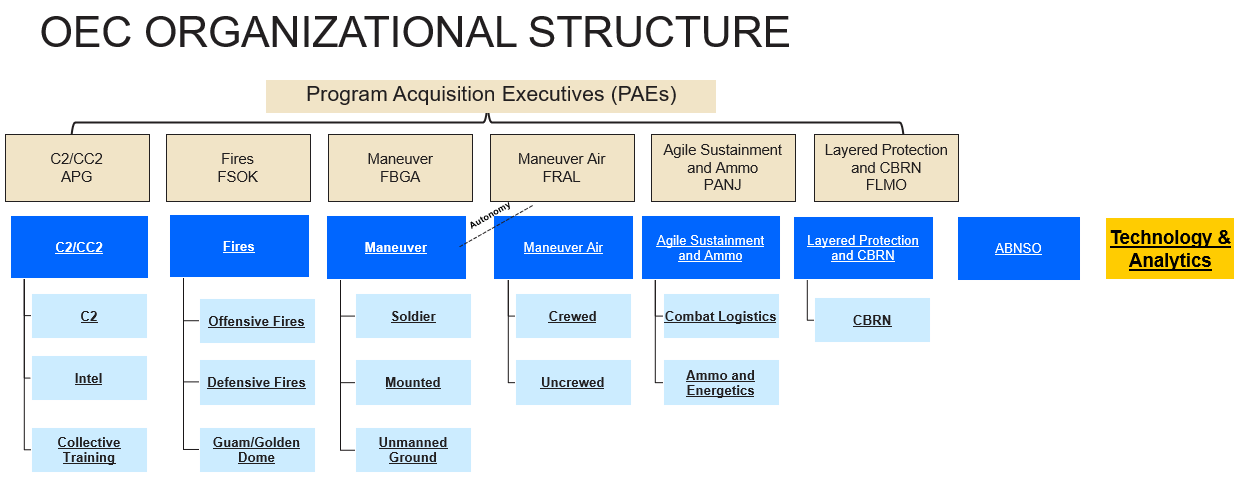 OEC ORGANIZATIONAL STRUCTURE
Program Acquisition Executives (PAEs)
C2/CC2
APG
Fires
FSOK
Maneuver
FBGA
Maneuver Air
FRAL
Agile Sustainment
and Ammo
PANJ
Layered Protection
and CBRN
FLMO
Autonomy
C2/CC2
Fires
Maneuver
Maneuver Air
Agile Sustainment
and Ammo
Layered Protection
and CBRN
ABNSO
Technology &
Analytics
C2
Intel
Collective
Training
Offensive Fires
Defensive Fires
Guam/Golden
Dome
Soldier
Mounted
Unmanned
Ground
Crewed
Uncrewed
Combat Logistics
Ammo and
Energetics
CBRN